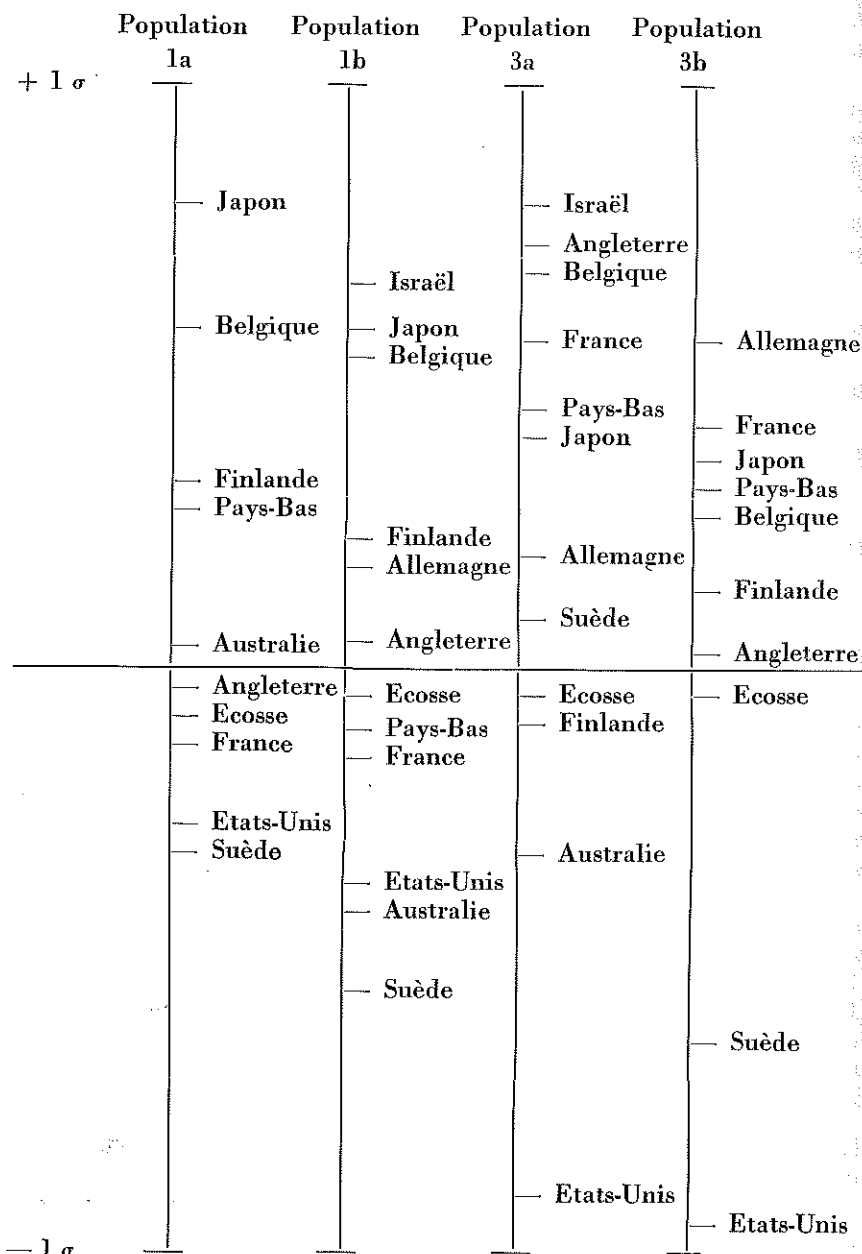 Population Population Population Population
1a 1b 3a 3b
+ 1 σ
Japon
Belgique
Finlande
Pays-Bas
Australie
Angleterre
Ecosse
France
Etats-Unis
Suède
Israël
Japon
Belgique
Finlande
Allemagne
Angleterre
Ecosse
Pays-Bas
France
Etats-Unis
Australie
Suède
Israël
Angleterre
Belgique
France
Pays-Bas
Japon
Allemagne
Suède
Ecosse
Finlande
Australie
Etats-Unis
Allemagne
France
Japon
Pays-Bas
Belgique
Finlande
Angleterre
Ecosse
Suède
Etats-Unis
— 1 σ